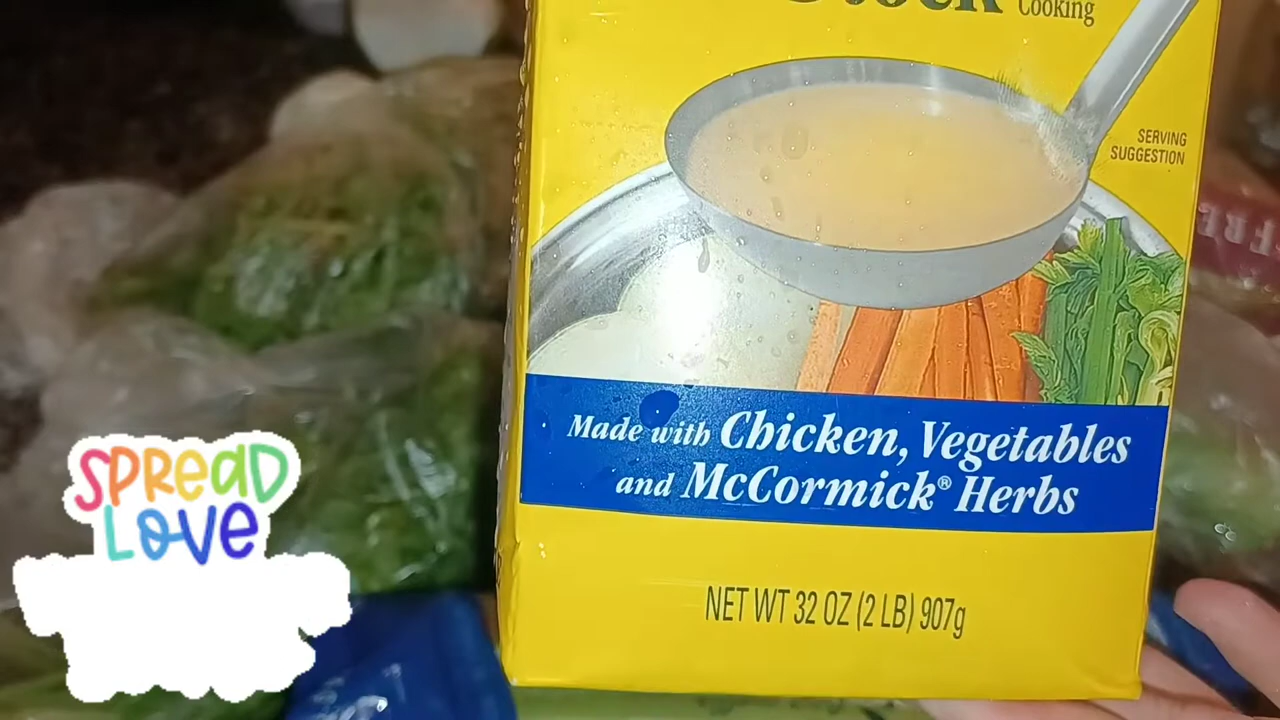 Stock Cooking
SERVING
SUGGESTION
Made with Chicken, Vegetables
and McCormick® Herbs
NET WT 32 OZ (2 LB) 907g
SPREAD
LOVE